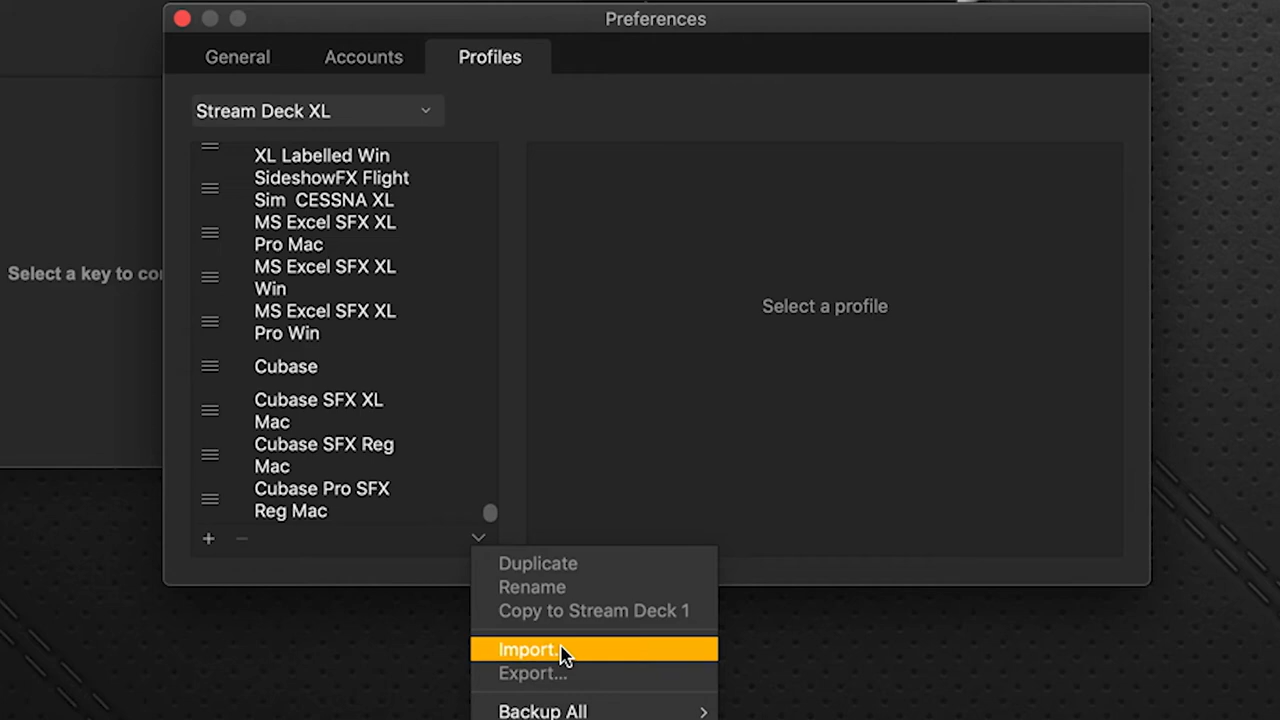 Preferences
General Accounts Profiles
Stream Deck XL
XL Labelled Win
SideshowFX Flight
Sim CESSNA XL
MS Excel SFX XL
Pro Mac
MS Excel SFX XL
Win
MS Excel SFX XL
Pro Win
Cubase
Cubase SFX XL
Mac
Cubase SFX Reg
Mac
Cubase Pro SFX
Reg Mac
Select a key to con
Select a profile
Duplicate
Rename
Copy to Stream Deck 1
Import...
Export...
Backup All